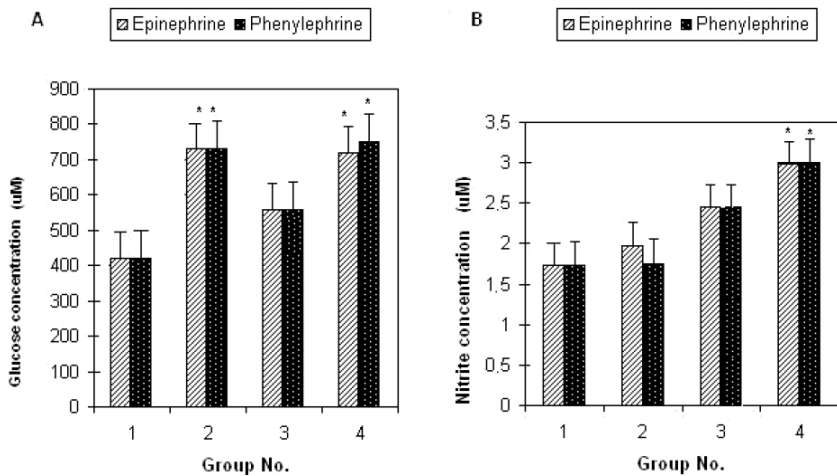 A
Epinephrine Phenylephrine
Glucose concentration (uM)
900
800
700
600
500
400
300
200
100
0
* * * *
1 2 3 4
Group No.
B
Epinephrine Phenylephrine
Nitrite concentration (uM)
3.5
3
2.5
2
1.5
1
0.5
0
* *
1 2 3 4
Group No.